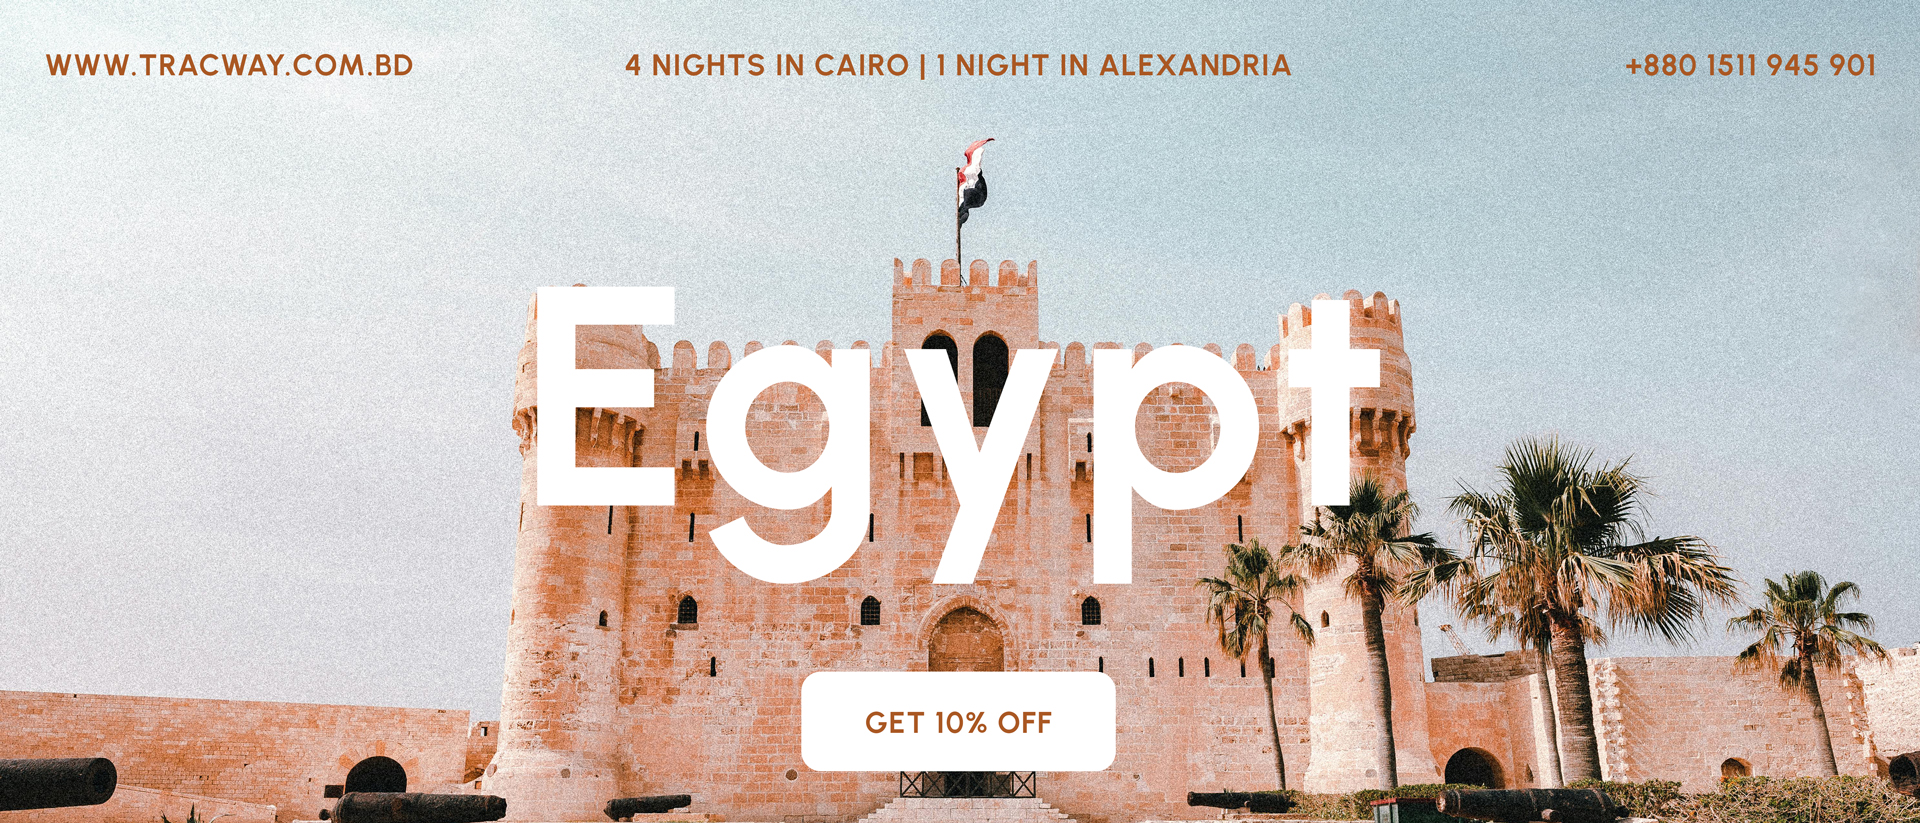 WWW.TRACWAY.COM.BD
4 NIGHTS IN CAIRO | 1 NIGHT IN ALEXANDRIA
+880 1511 945 901
Egypt
GET 10% OFF